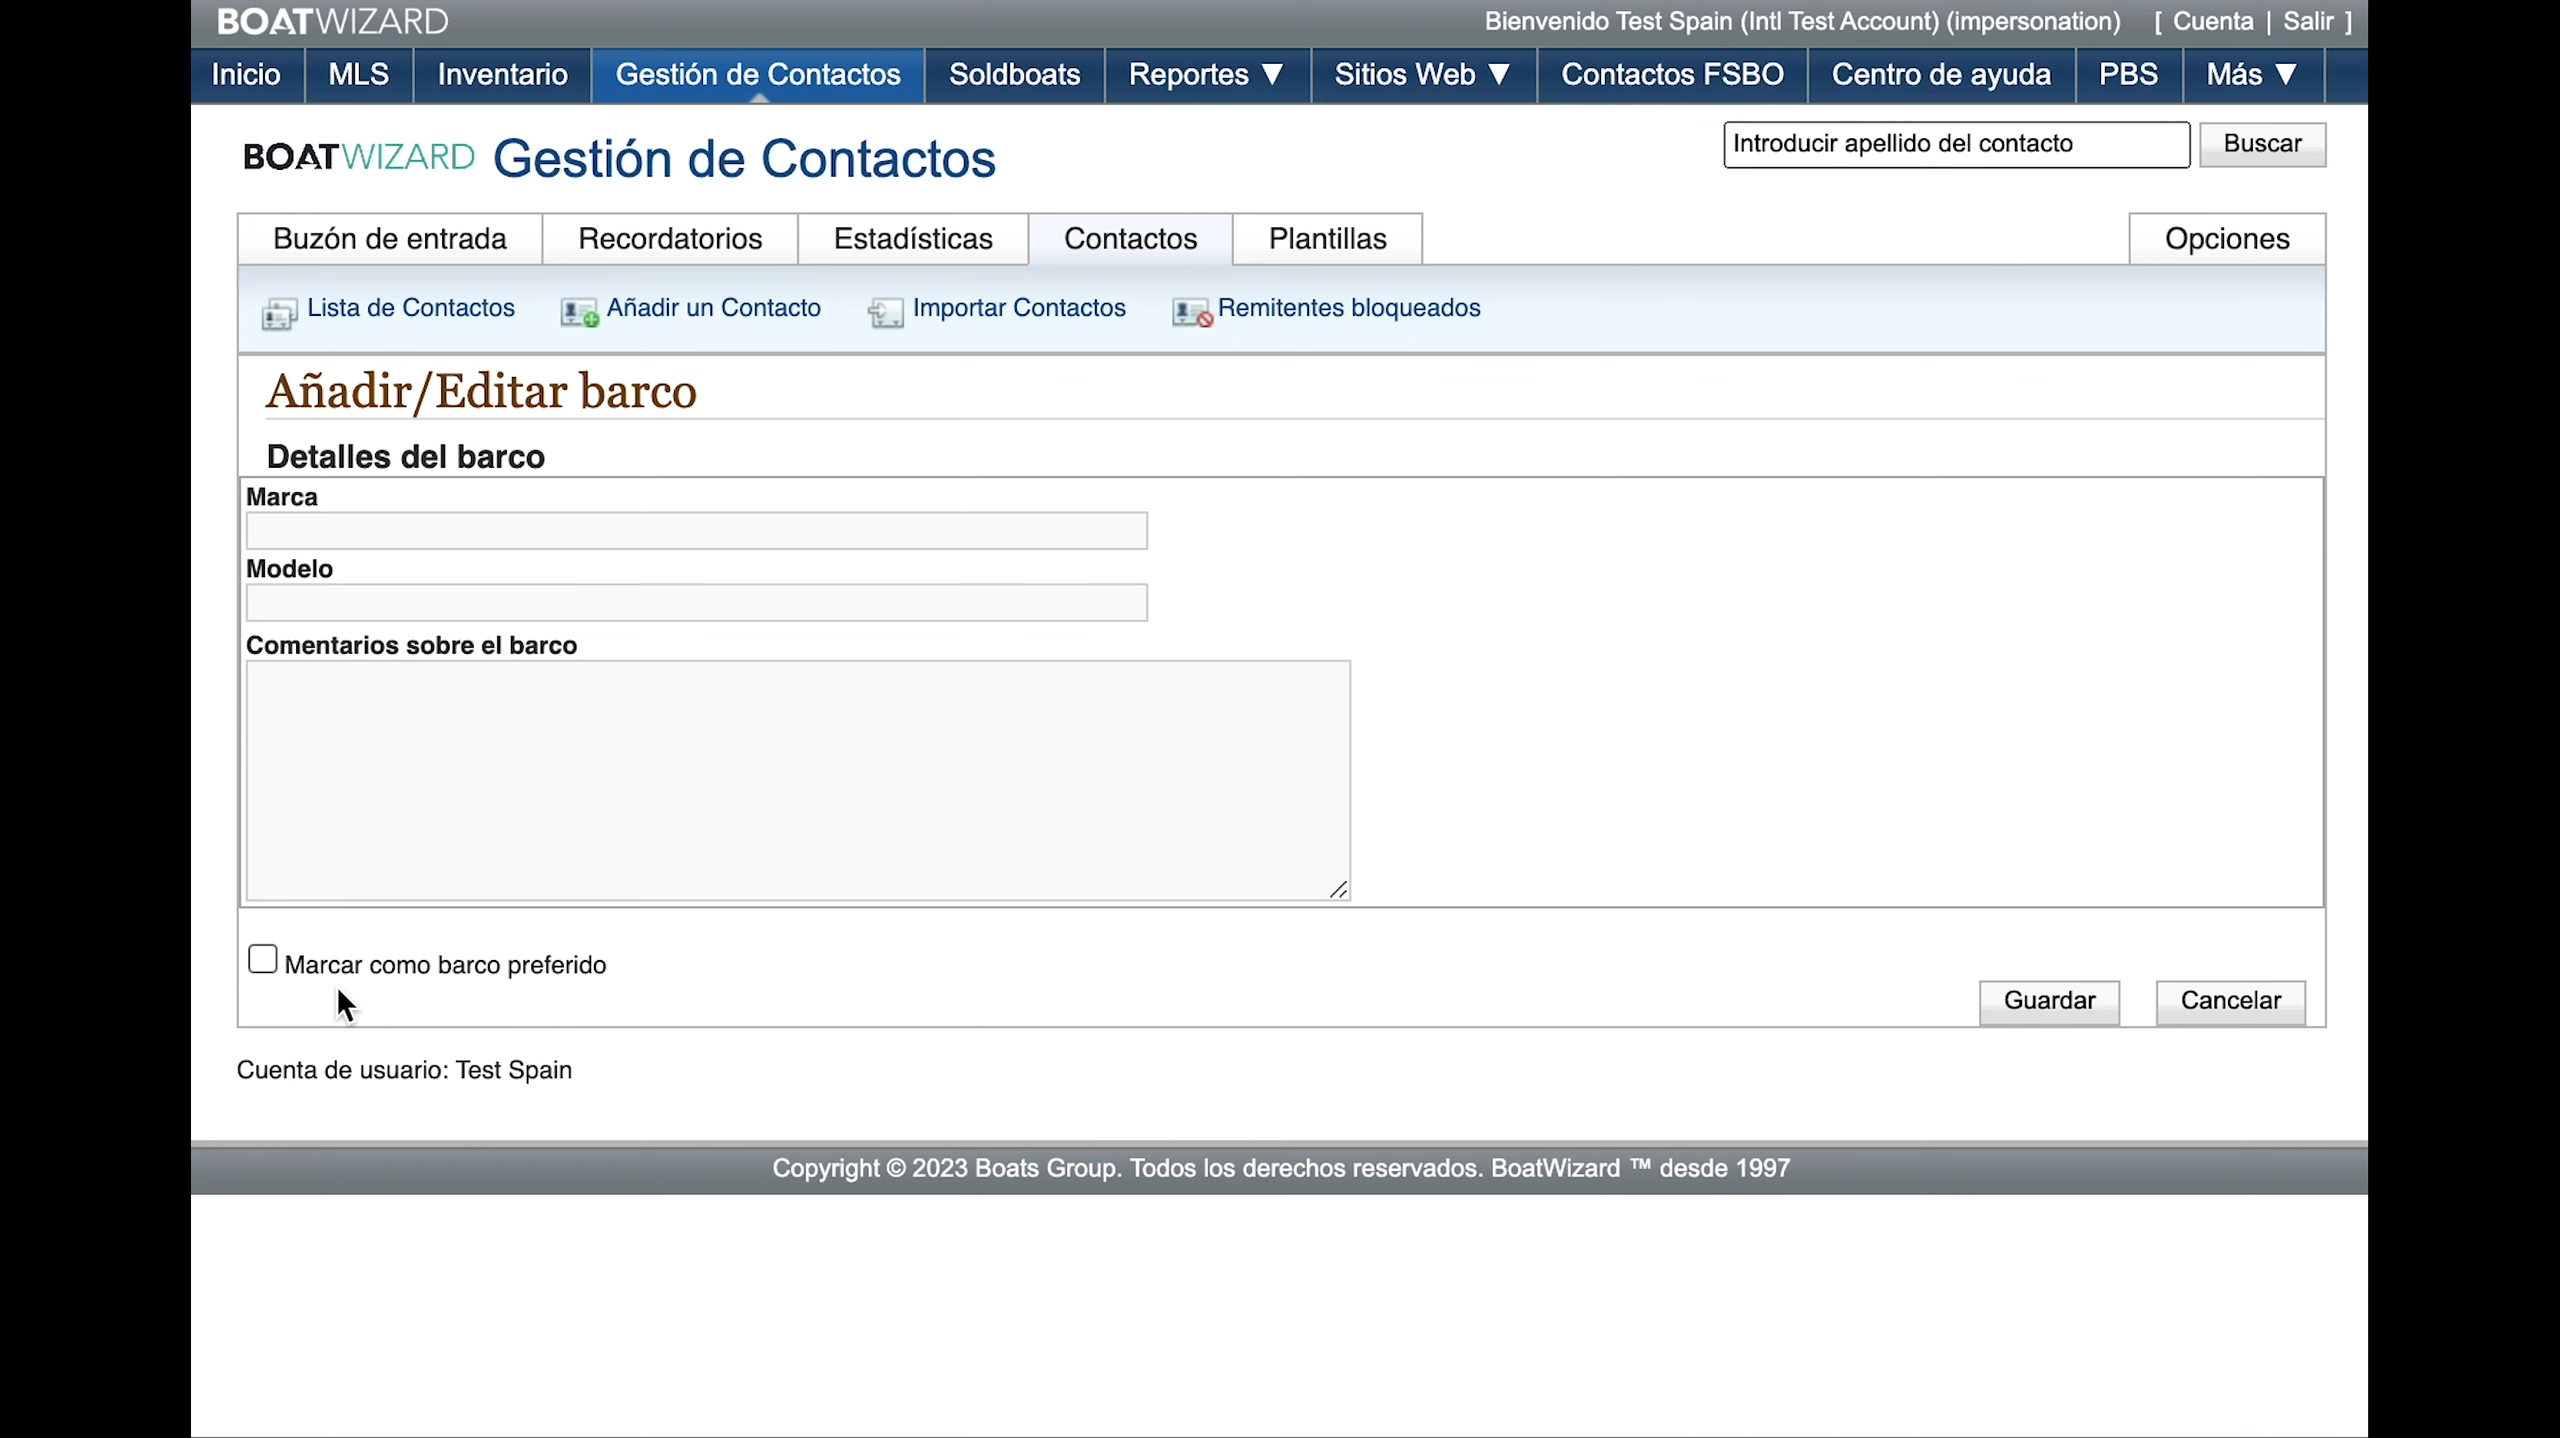 BOATWIZARD
Bienvenido Test Spain (Intl Test Account) (impersonation) [ Cuenta | Salir ]
Inicio MLS Inventario Gestión de Contactos Soldboats Reportes ▼ Sitios Web ▼ Contactos FSBO Centro de ayuda PBS Más ▼
BOATWIZARD Gestión de Contactos
Introducir apellido del contacto Buscar
Buzón de entrada Recordatorios Estadísticas Contactos Plantillas Opciones
Lista de Contactos Añadir un Contacto Importar Contactos Remitentes bloqueados
Añadir/Editar barco
Detalles del barco
Marca
Modelo
Comentarios sobre el barco
Marcar como barco preferido
Guardar Cancelar
Cuenta de usuario: Test Spain
Copyright © 2023 Boats Group. Todos los derechos reservados. BoatWizard ™ desde 1997